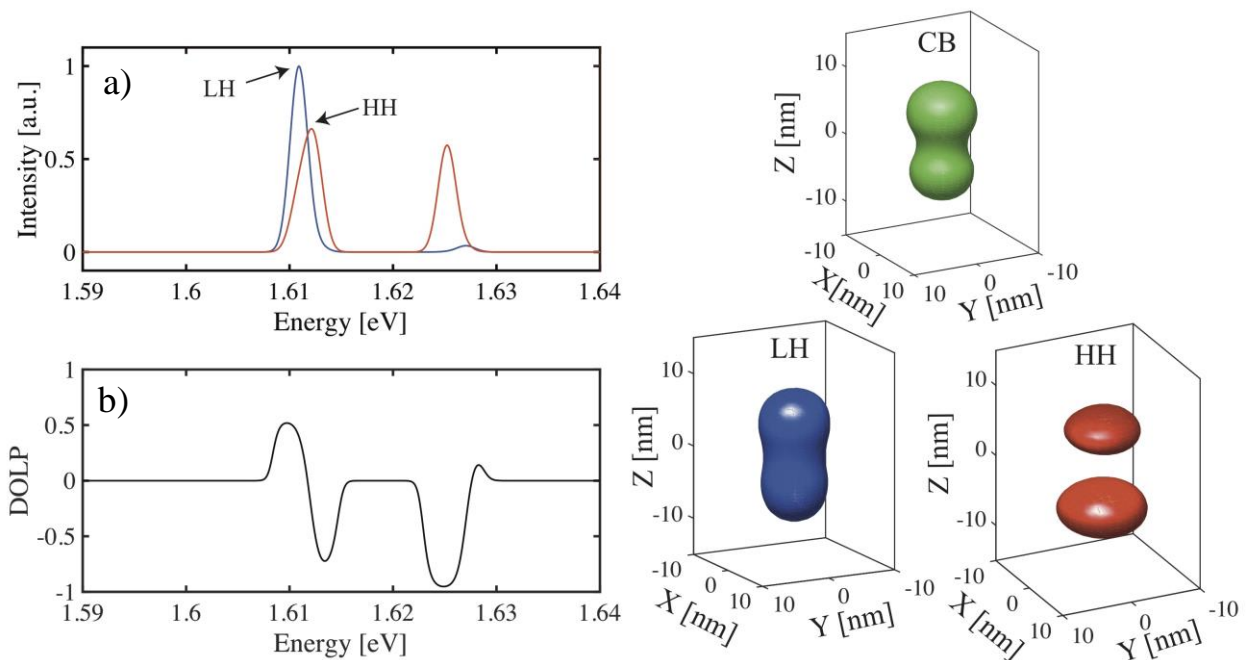 a)
LH
HH
Intensity [a.u.]
1
0.5
0
1.59 1.6 1.61 1.62 1.63 1.64
Energy [eV]
b)
DOLP
1
0.5
0
-0.5
-1
1.59 1.6 1.61 1.62 1.63 1.64
Energy [eV]
CB
Z [nm]
10
0
-10
-10
0
10
X[nm]
10
0
-10
Y [nm]
LH
Z [nm]
10
0
-10
-10
0
10
X [nm]
10
0
-10
Y [nm]
HH
Z [nm]
10
0
-10
-10
0
10
X [nm]
10
0
-10
Y [nm]